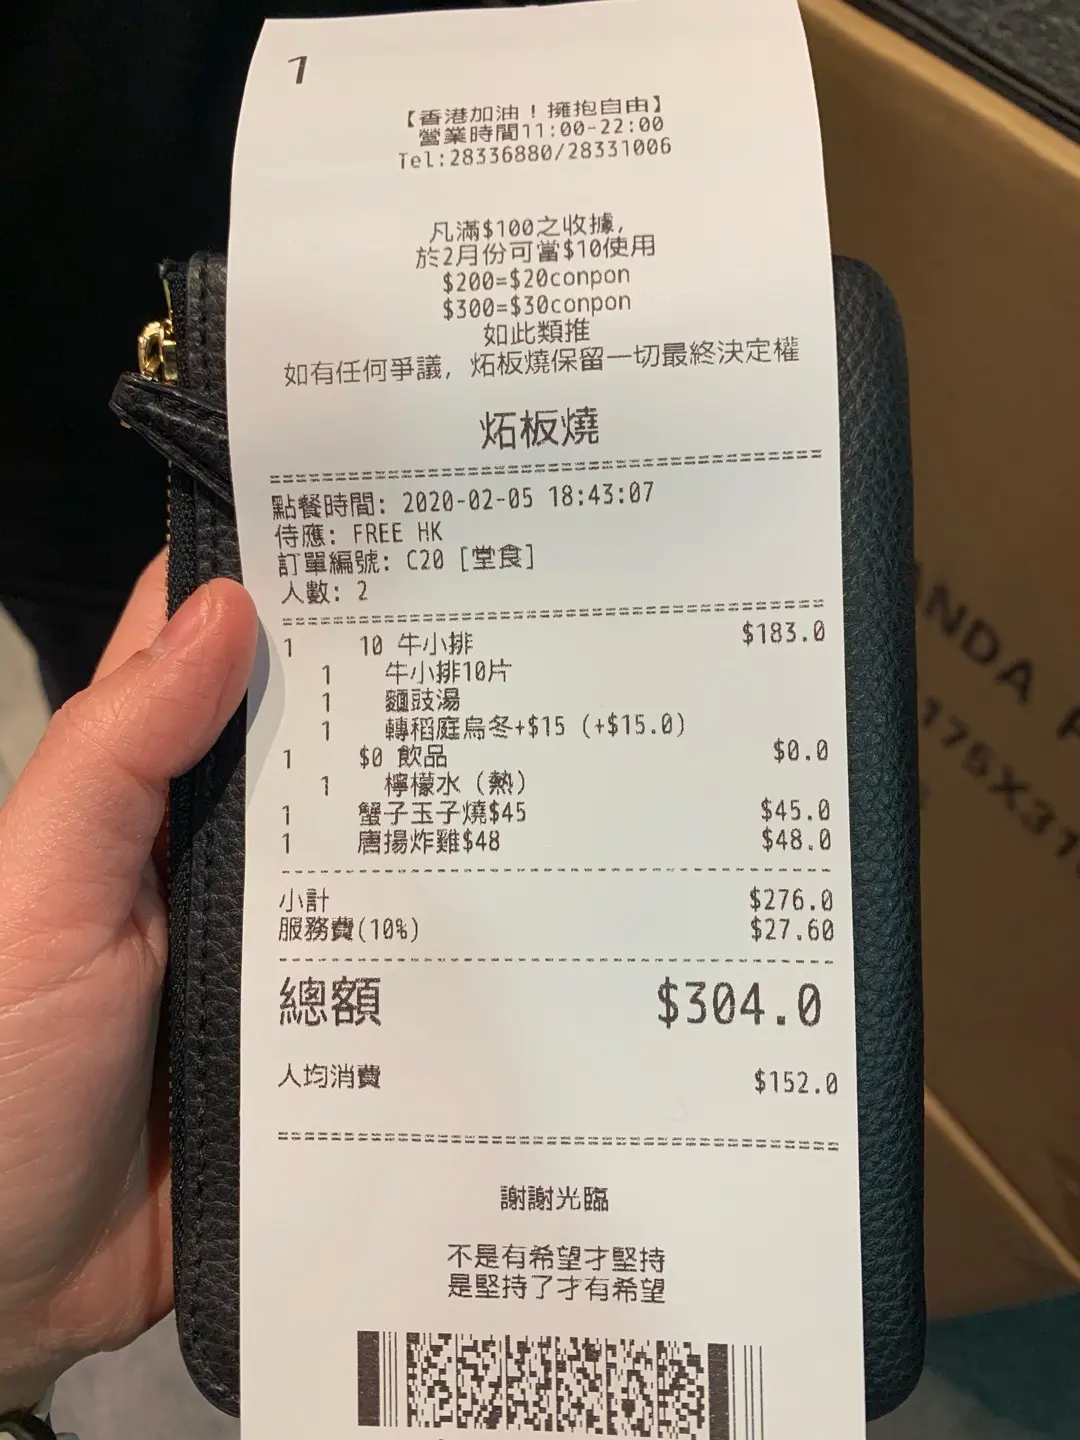 1
【香港加油！擁抱自由】
營業時間11:00-22:00
Tel:28336880/28331006
凡滿$100之收據,
於2月份可當$10使用
$200=$20conpon
$300=$30conpon
如此類推
如有任何爭議, 炻板燒保留一切最終決定權
炻板燒
點餐時間: 2020-02-05 18:43:07
侍應: FREE HK
訂單編號: C20 [堂食]
人數: 2
1 10 牛小排 $183.0
1 牛小排10片
1 麵豉湯
1 轉稻庭烏冬+$15 (+$15.0)
1 $0 飲品 $0.0
1 檸檬水 (熱)
1 蟹子玉子燒$45 $45.0
1 唐揚炸雞$48 $48.0
小計 $276.0
服務費(10%) $27.60
總額 $304.0
人均消費 $152.0
謝謝光臨
不是有希望才堅持
是堅持了才有希望
NDA
175X31